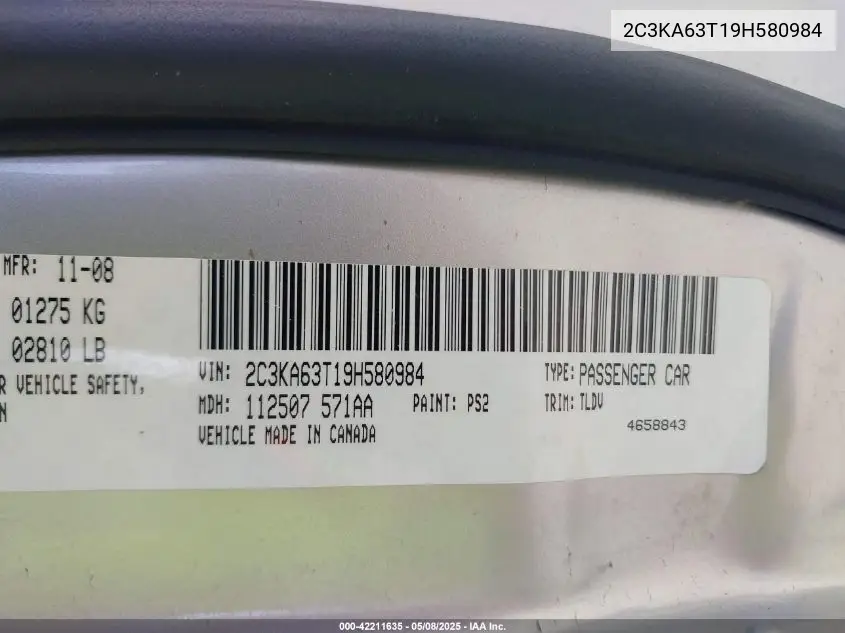 2C3KA63T19H580984
MFR: 11-08
01275 KG
02810 LB
R VEHICLE SAFETY,
N
VIN: 2C3KA63T19H580984
TYPE: PASSENGER CAR
MDH: 112507 571AA
PAINT: PS2
TRIM: TLDV
VEHICLE MADE IN CANADA
4658843
000-42211635 - 05/08/2025 - IAA Inc.